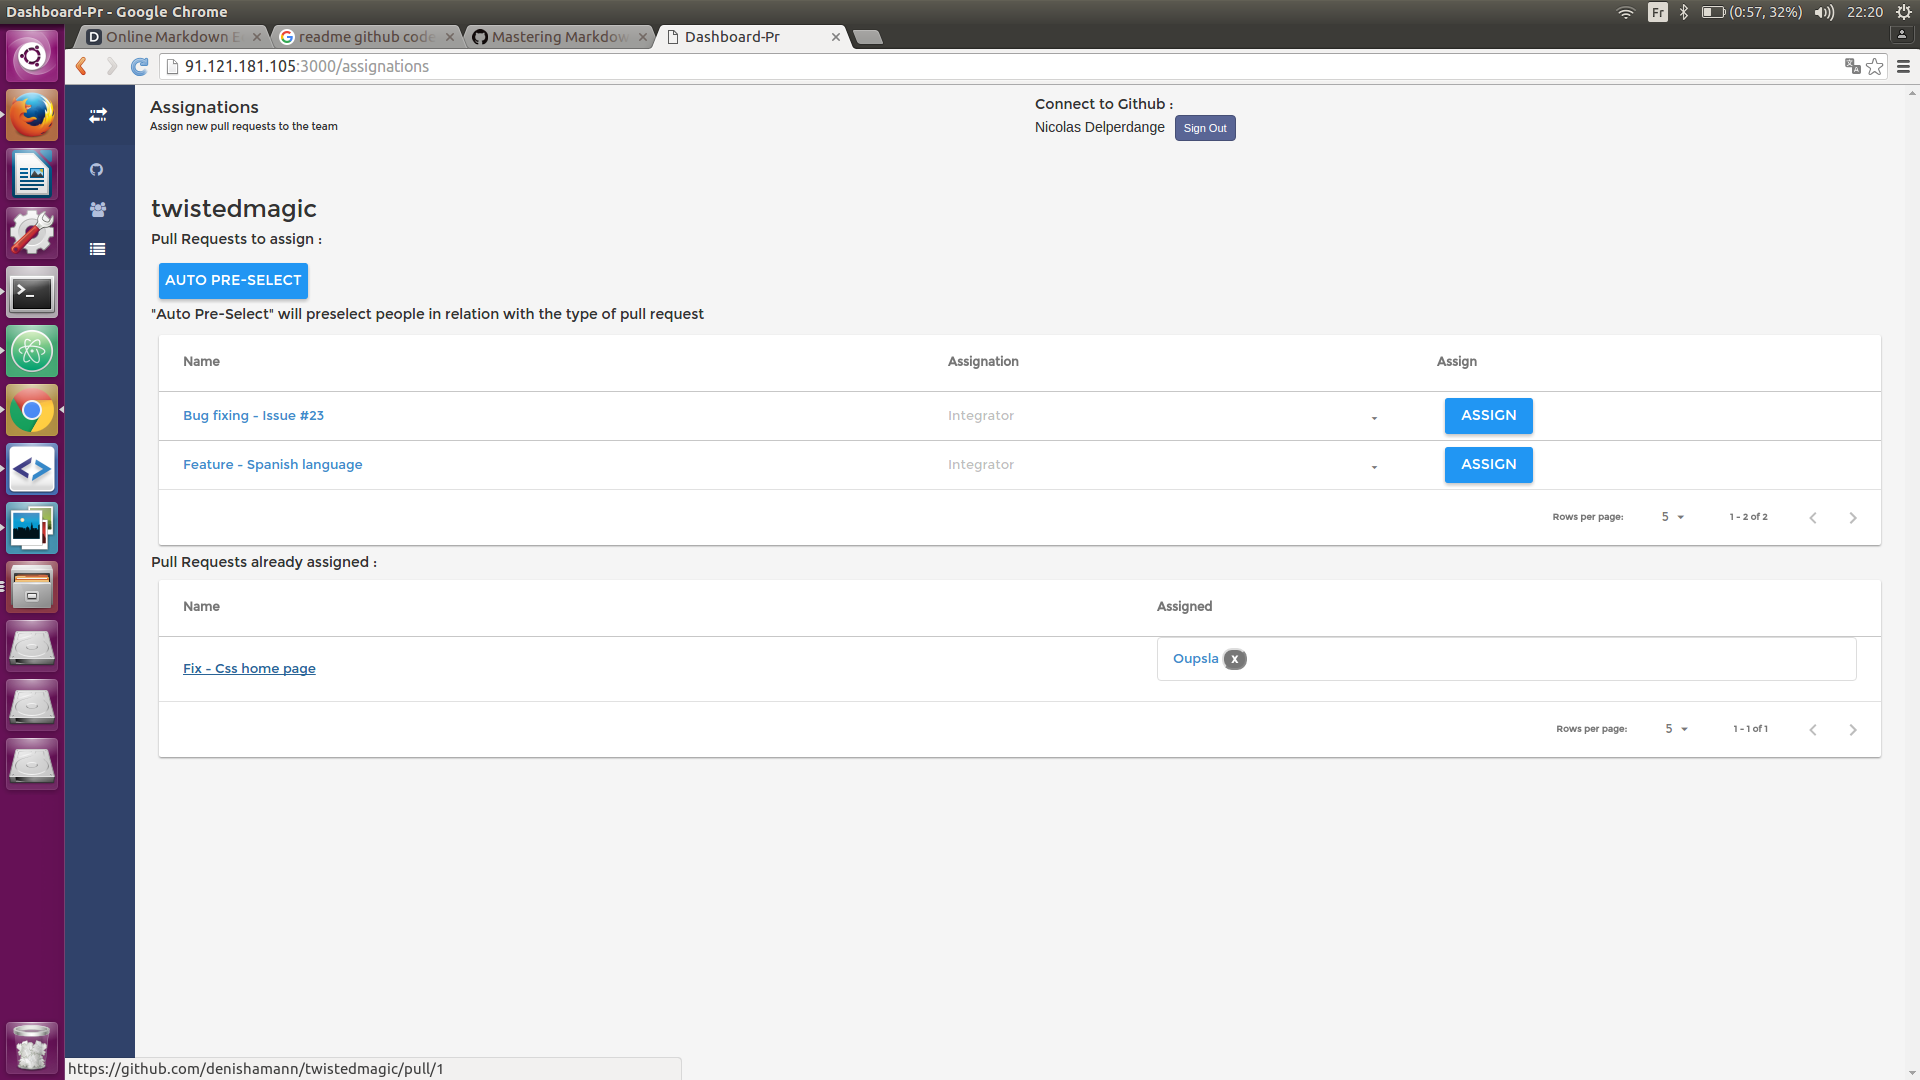 Dashboard-Pr - Google Chrome
Fr
(0:57, 32%)
22:20
Online Markdown E
readme github code
Mastering Markdow
Dashboard-Pr
91.121.181.105:3000/assignations
Assignations
Assign new pull requests to the team
Connect to Github :
Nicolas Delperdange
Sign Out
twistedmagic
Pull Requests to assign :
AUTO PRE-SELECT
"Auto Pre-Select" will preselect people in relation with the type of pull request
Name
Assignation
Assign
Bug fixing - Issue #23
Integrator
ASSIGN
Feature - Spanish language
Integrator
ASSIGN
Rows per page:
5
1 - 2 of 2
Pull Requests already assigned :
Name
Assigned
Fix - Css home page
Oupsla
X
Rows per page:
5
1 - 1 of 1
https://github.com/denishamann/twistedmagic/pull/1